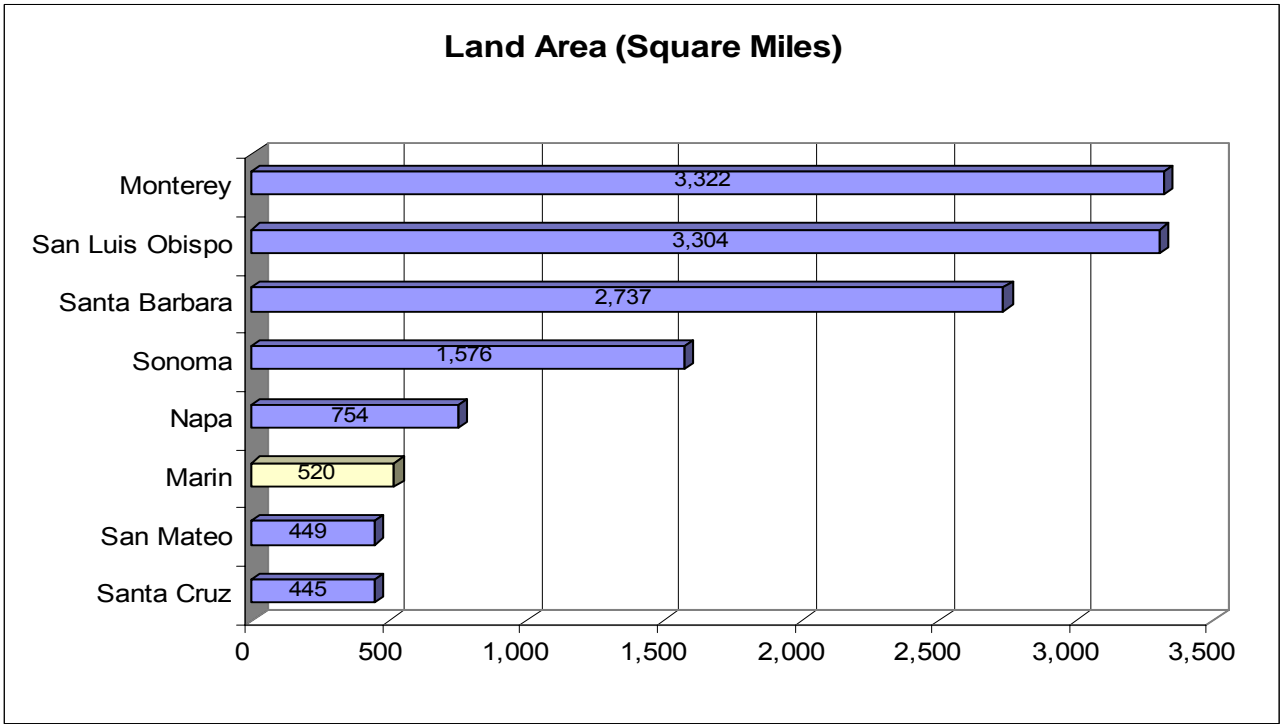 Land Area (Square Miles)
Monterey 3,322
San Luis Obispo 3,304
Santa Barbara 2,737
Sonoma 1,576
Napa 754
Marin 520
San Mateo 449
Santa Cruz 445
0 500 1,000 1,500 2,000 2,500 3,000 3,500